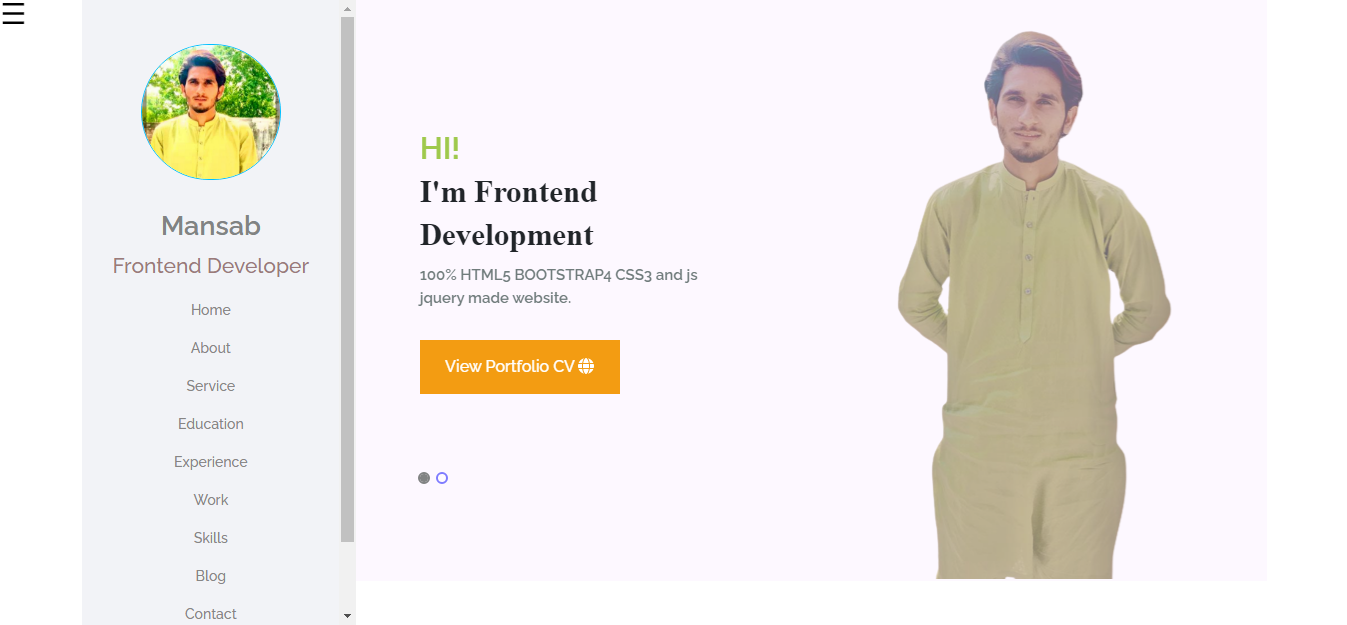 Mansab
Frontend Developer
Home
About
Service
Education
Experience
Work
Skills
Blog
Contact
HI!
I'm Frontend
Development
100% HTML5 BOOTSTRAP4 CSS3 and js
jquery made website.
View Portfolio CV